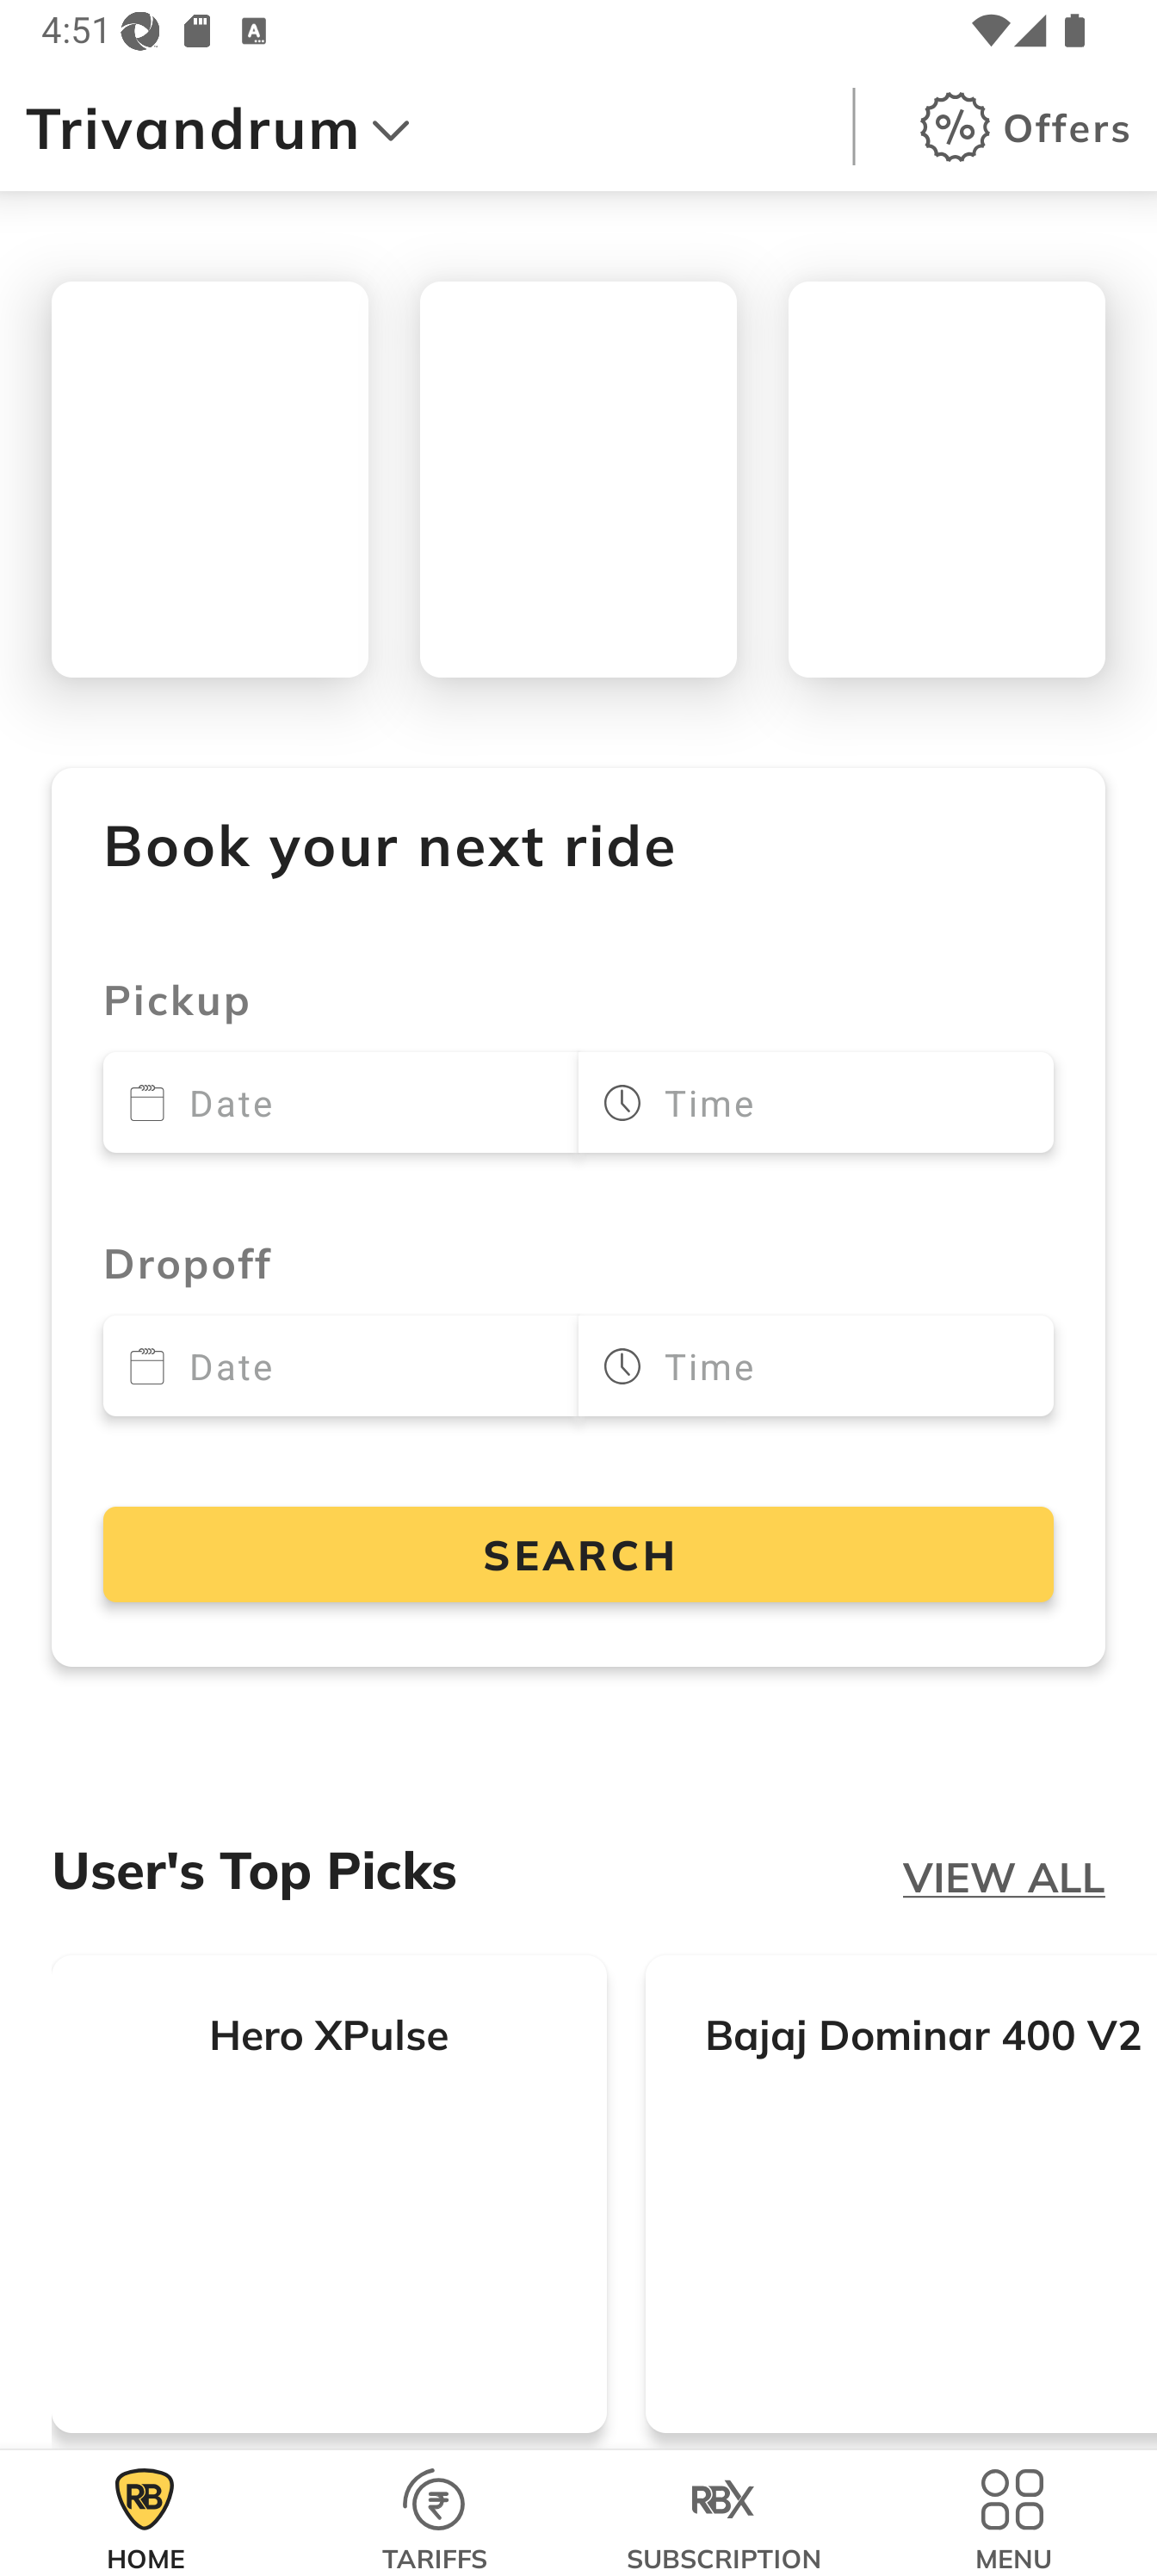 4:51
Trivandrum
Offers
Book your next ride
Pickup
Date
Time
Dropoff
Date
Time
SEARCH
User's Top Picks
VIEW ALL
Hero XPulse
Bajaj Dominar 400 V2
RB
RBX
HOME
TARIFFS
SUBSCRIPTION
MENU